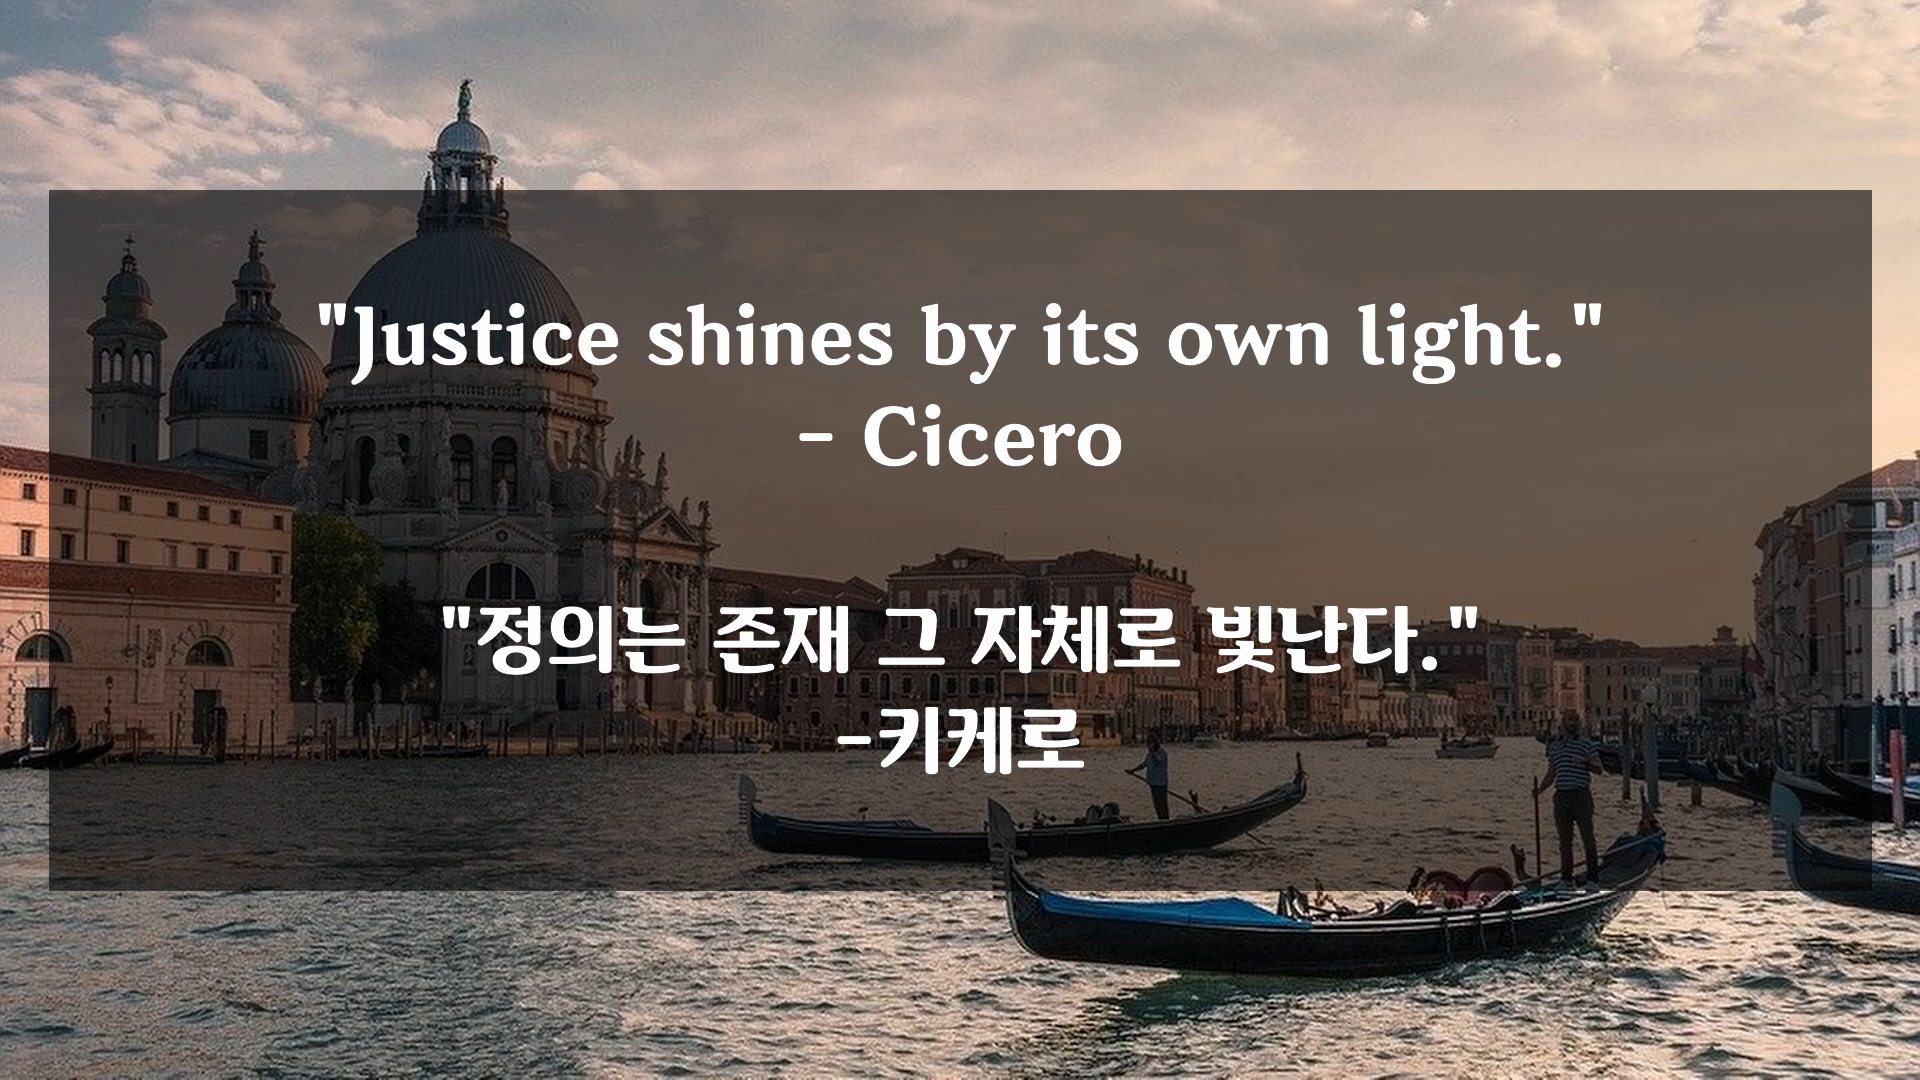 "Justice shines by its own light."
- Cicero
"정의는 존재 그 자체로 빛난다."
-키케로